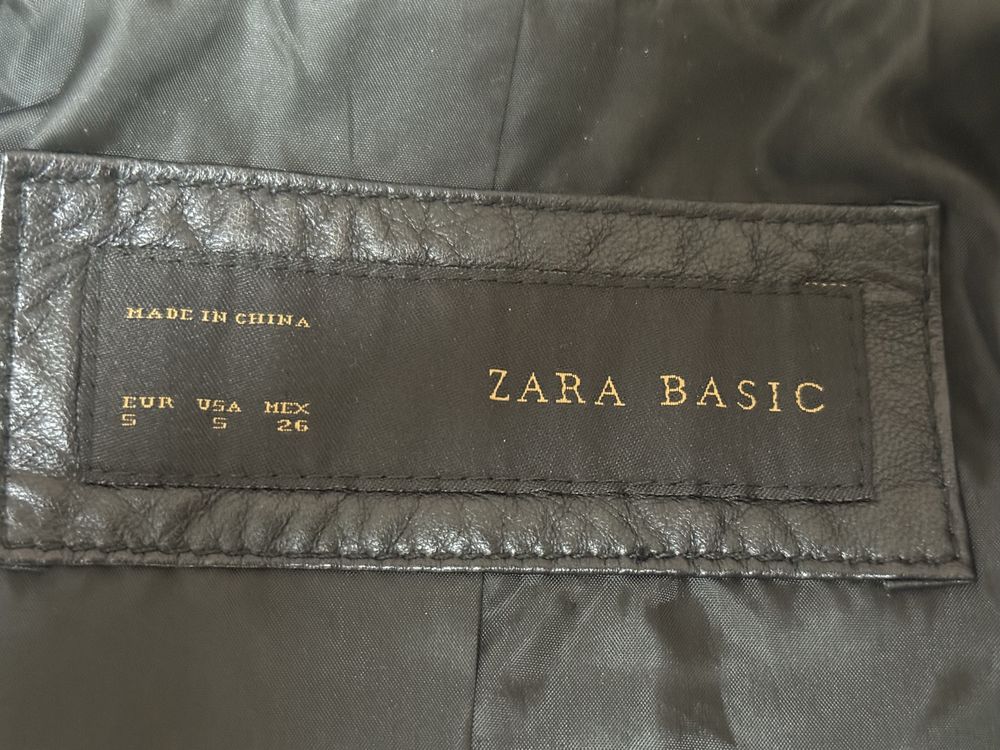 MADE IN CHINA
EUR USA MEX
S S 26
ZARA BASIC